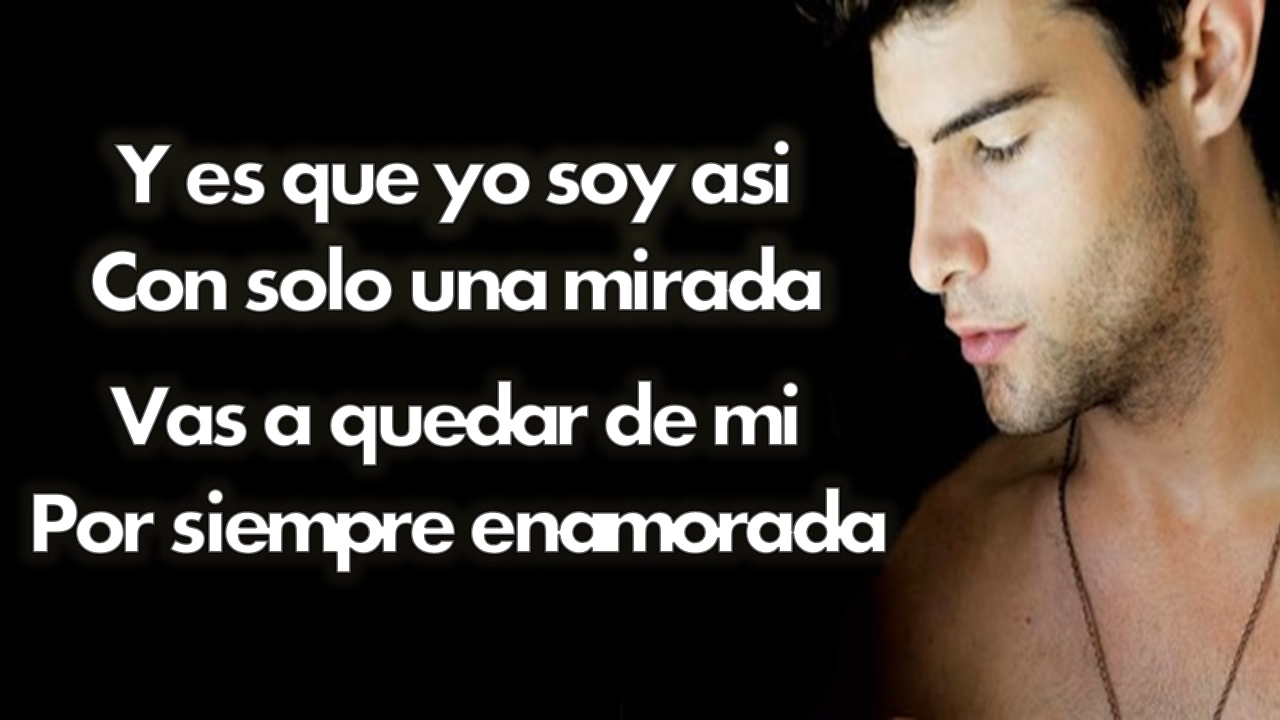 Y es que yo soy asi
Con solo una mirada
Vas a quedar de mi
Por siempre enamorada